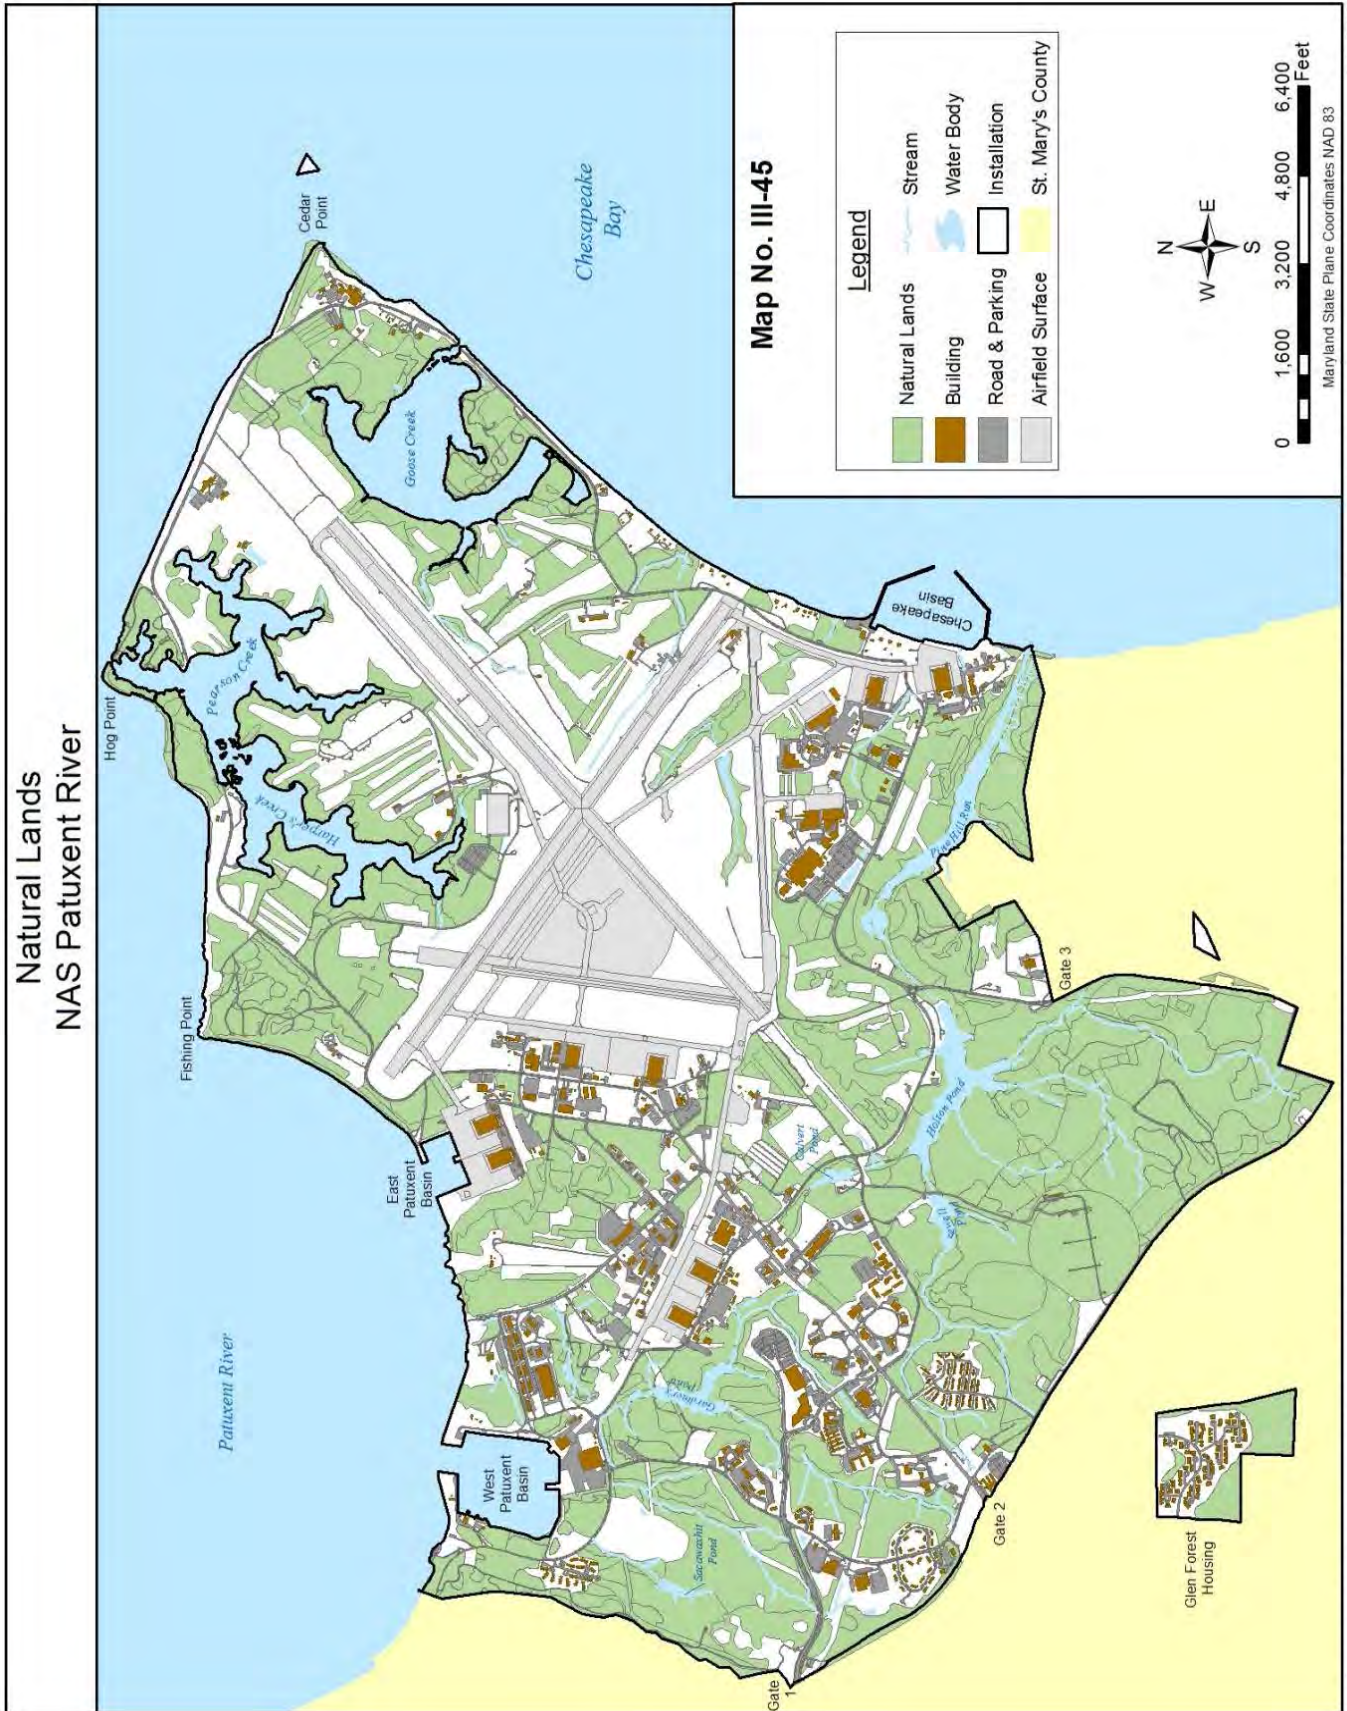 Natural Lands
NAS Patuxent River
Hog Point
Cedar
Point
Fishing Point
Pearson Creek
Harper's Creek
Goose Creek
Chesapeake
Bay
East
Patuxent
Basin
Patuxent River
West
Patuxent
Basin
Chesapeake
Basin
Pine Hill Run
Gate 3
Holton Pond
Calvert
Pond
Gardiner's
Pond
Sacawaxhit
Pond
Gate 2
Gate
1
Glen Forest
Housing
Map No. III-45
Legend
Natural Lands
Building
Road & Parking
Airfield Surface
Stream
Water Body
Installation
St. Mary's County
N
W
E
S
0 1,600 3,200 4,800 6,400
Feet
Maryland State Plane Coordinates NAD 83